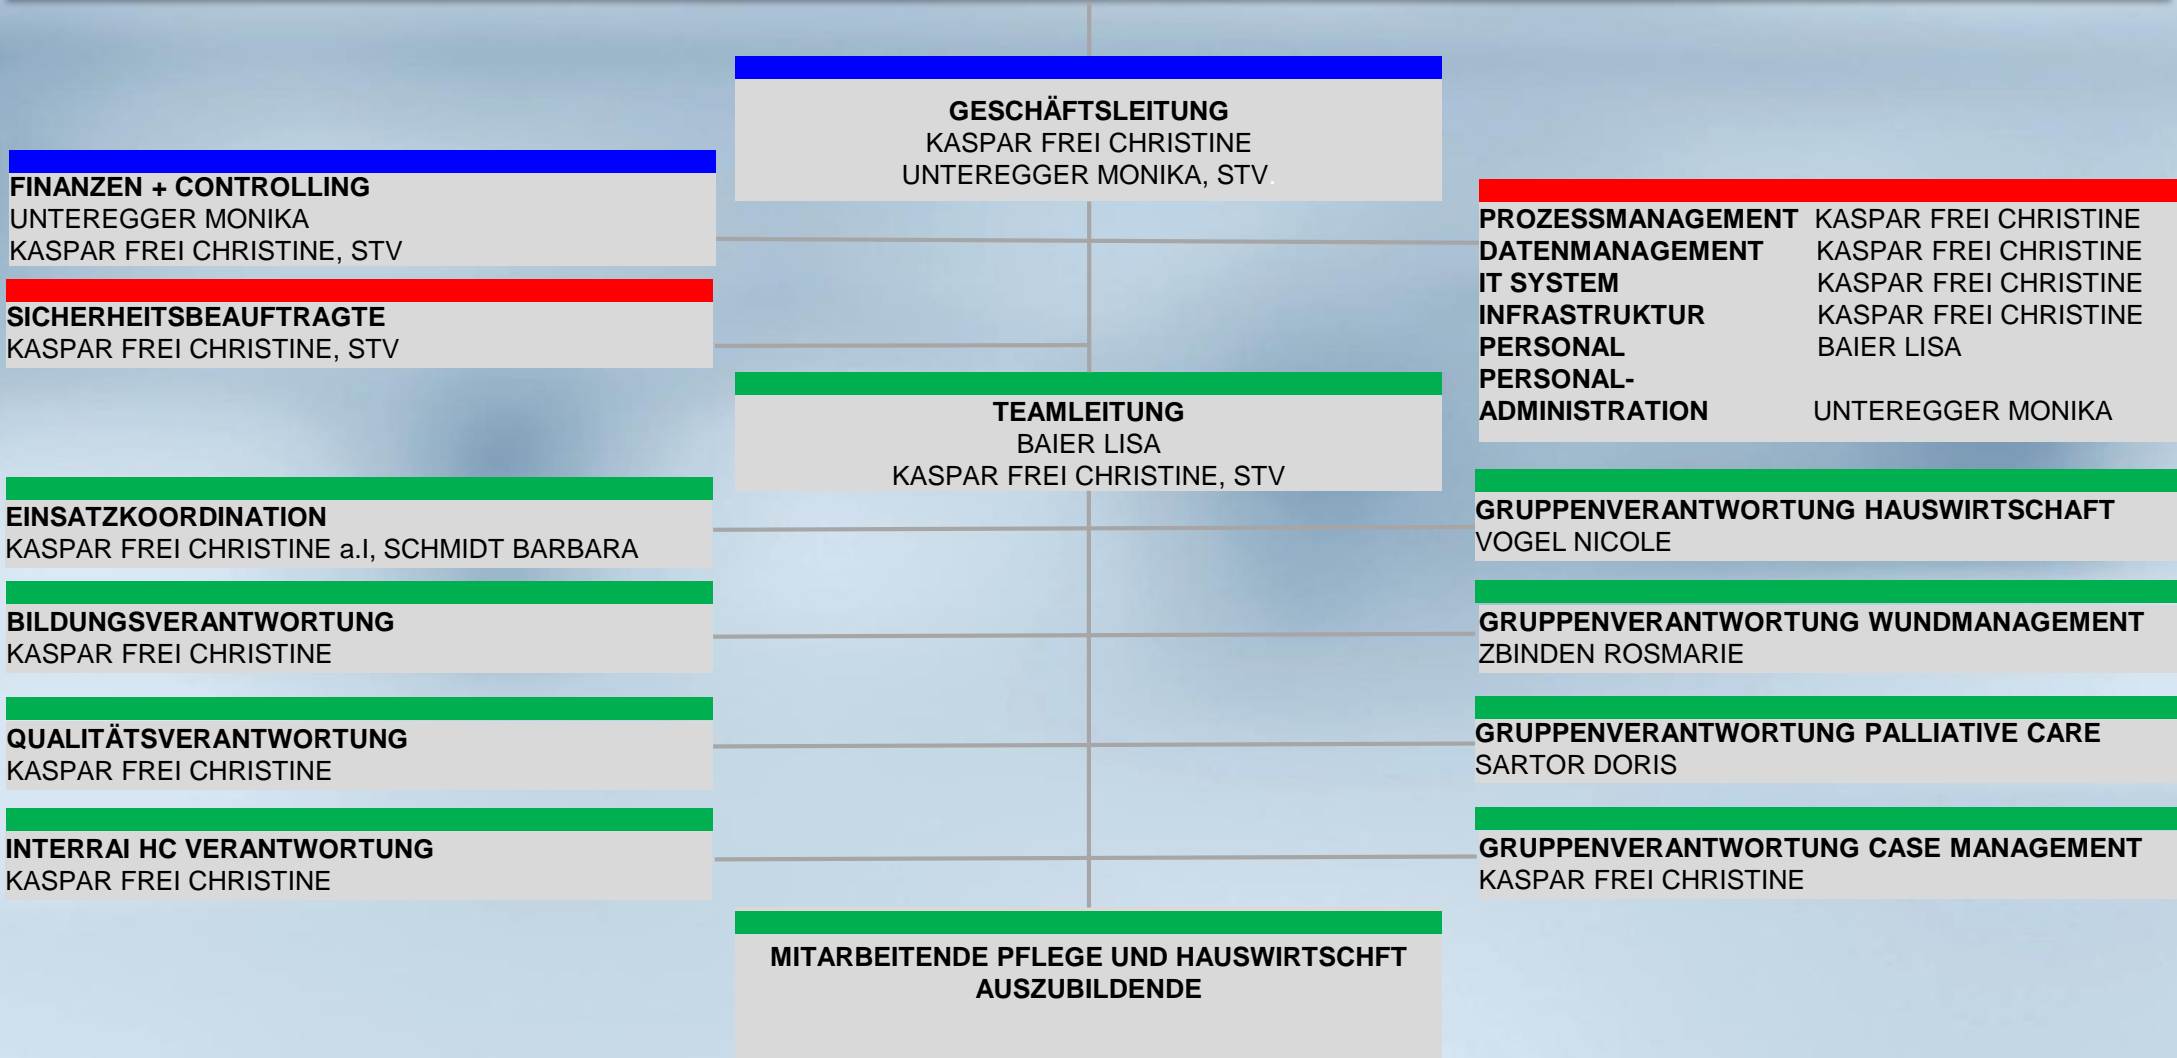 GESCHÄFTSLEITUNG
KASPAR FREI CHRISTINE
UNTEREGGER MONIKA, STV.
FINANZEN + CONTROLLING
UNTEREGGER MONIKA
KASPAR FREI CHRISTINE, STV
SICHERHEITSBEAUFTRAGTE
KASPAR FREI CHRISTINE, STV
PROZESSMANAGEMENT KASPAR FREI CHRISTINE
DATENMANAGEMENT KASPAR FREI CHRISTINE
IT SYSTEM KASPAR FREI CHRISTINE
INFRASTRUKTUR KASPAR FREI CHRISTINE
PERSONAL BAIER LISA
PERSONAL-
ADMINISTRATION UNTEREGGER MONIKA
TEAMLEITUNG
BAIER LISA
KASPAR FREI CHRISTINE, STV
EINSATZKOORDINATION
KASPAR FREI CHRISTINE a.I, SCHMIDT BARBARA
BILDUNGSVERANTWORTUNG
KASPAR FREI CHRISTINE
QUALITÄTSVERANTWORTUNG
KASPAR FREI CHRISTINE
INTERRAI HC VERANTWORTUNG
KASPAR FREI CHRISTINE
GRUPPENVERANTWORTUNG HAUSWIRTSCHAFT
VOGEL NICOLE
GRUPPENVERANTWORTUNG WUNDMANAGEMENT
ZBINDEN ROSMARIE
GRUPPENVERANTWORTUNG PALLIATIVE CARE
SARTOR DORIS
GRUPPENVERANTWORTUNG CASE MANAGEMENT
KASPAR FREI CHRISTINE
MITARBEITENDE PFLEGE UND HAUSWIRTSCHFT
AUSZUBILDENDE